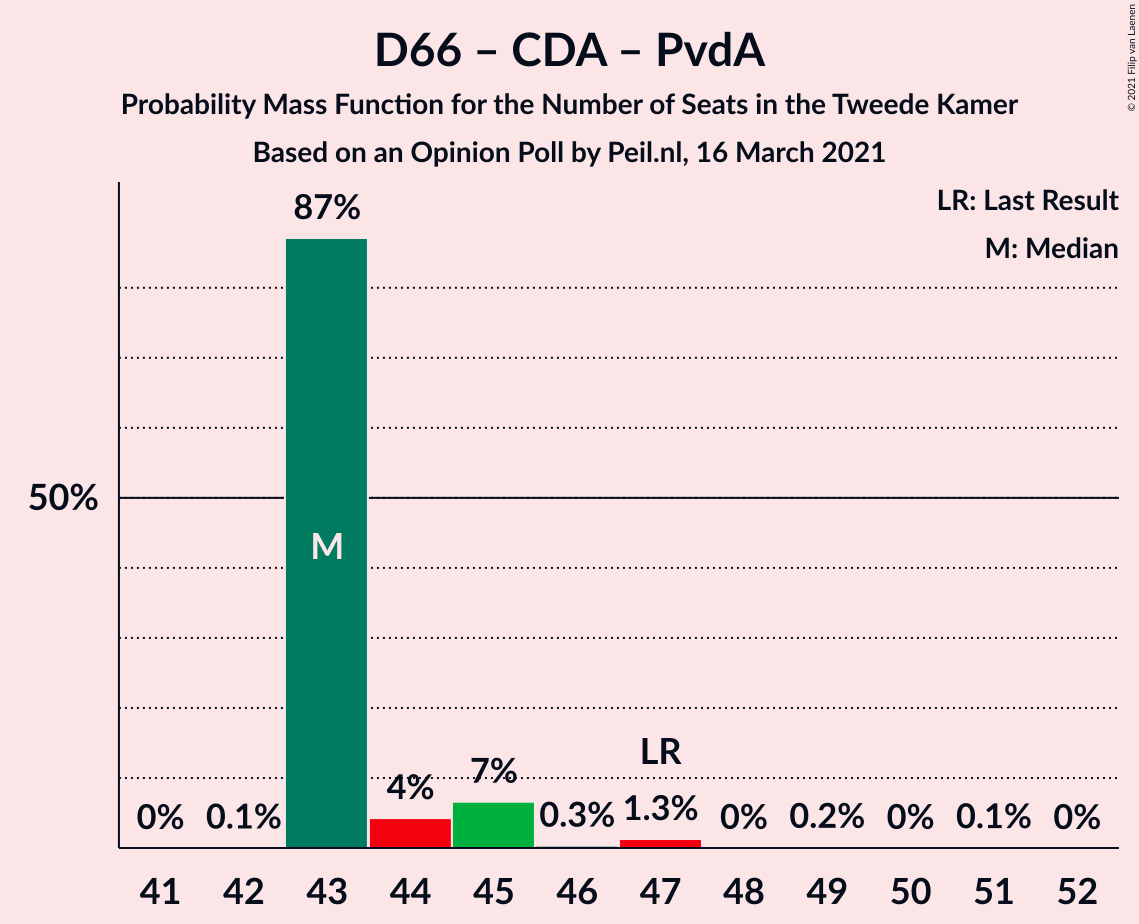 D66 – CDA – PvdA
Probability Mass Function for the Number of Seats in the Tweede Kamer
Based on an Opinion Poll by Peil.nl, 16 March 2021
© 2021 Filip van Laenen
LR: Last Result
M: Median
87%
50%
M
LR
0% 0.1% 4% 7% 0.3% 1.3% 0% 0.2% 0% 0.1% 0%
41 42 43 44 45 46 47 48 49 50 51 52